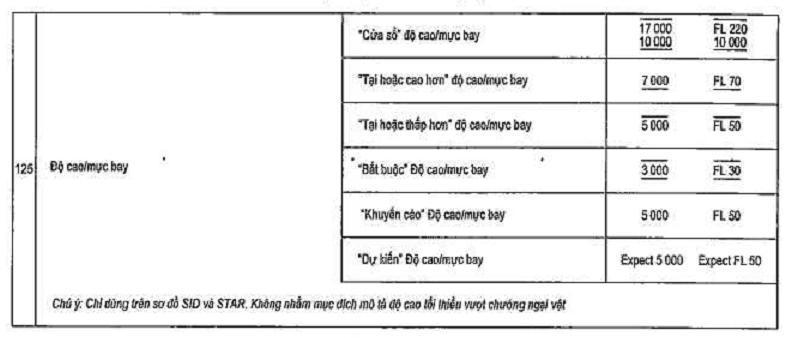 "Cửa sổ" độ cao/mực bay 17 000 FL 220
10 000 10 000
"Tại hoặc cao hơn" độ cao/mực bay 7 000 FL 70
"Tại hoặc thấp hơn" độ cao/mực bay 5 000 FL 50
125 Độ cao/mực bay "Bắt buộc" Độ cao/mực bay 3 000 FL 30
"Khuyến cáo" Độ cao/mực bay 5 000 FL 50
"Dự kiến" Độ cao/mực bay Expect 5 000 Expect FL 50
Chú ý: Chỉ dùng trên sơ đồ SID và STAR. Không nhằm mục đích mô tả độ cao tối thiểu vượt chướng ngại vật